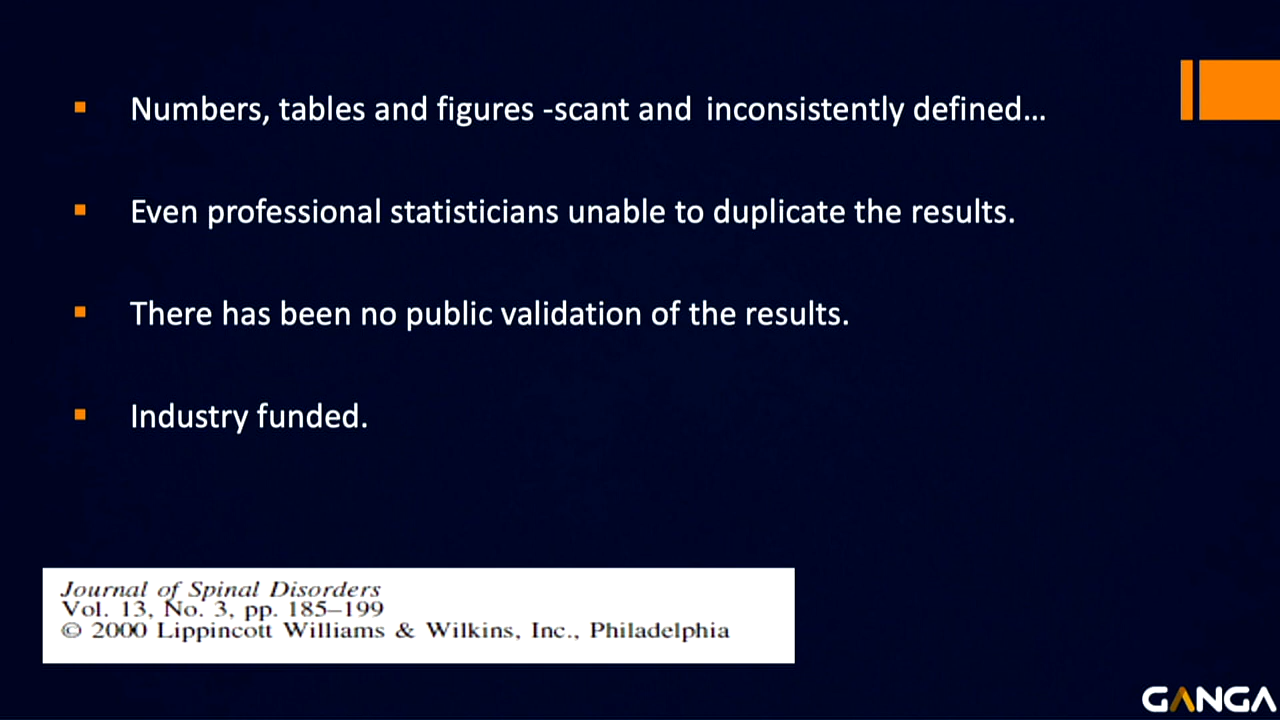 Numbers, tables and figures -scant and inconsistently defined…
Even professional statisticians unable to duplicate the results.
There has been no public validation of the results.
Industry funded.
Journal of Spinal Disorders
Vol. 13, No. 3, pp. 185–199
© 2000 Lippincott Williams & Wilkins, Inc., Philadelphia
GANGA